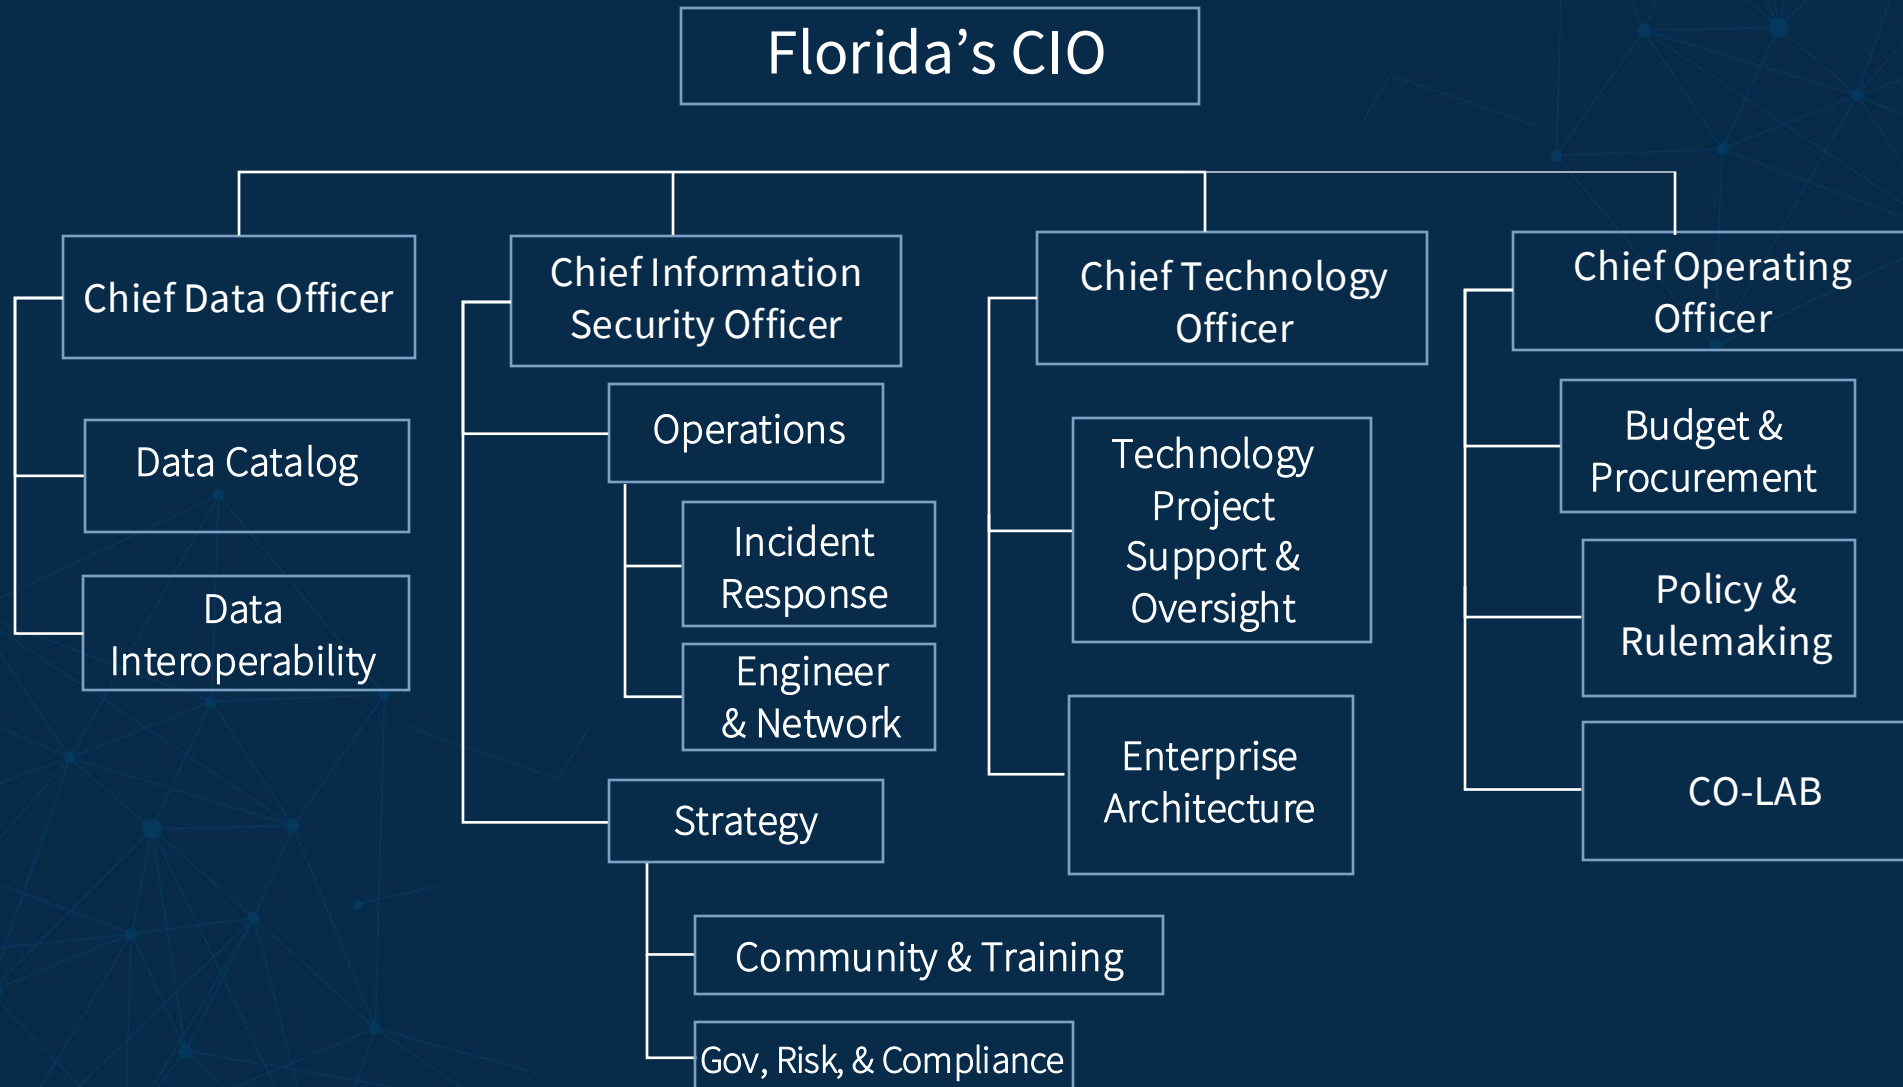 Florida’s CIO
Chief Data Officer
Data Catalog
Data
Interoperability
Chief Information
Security Officer
Operations
Incident
Response
Engineer
& Network
Strategy
Community & Training
Gov, Risk, & Compliance
Chief Technology
Officer
Technology
Project
Support &
Oversight
Enterprise
Architecture
Chief Operating
Officer
Budget &
Procurement
Policy &
Rulemaking
CO-LAB